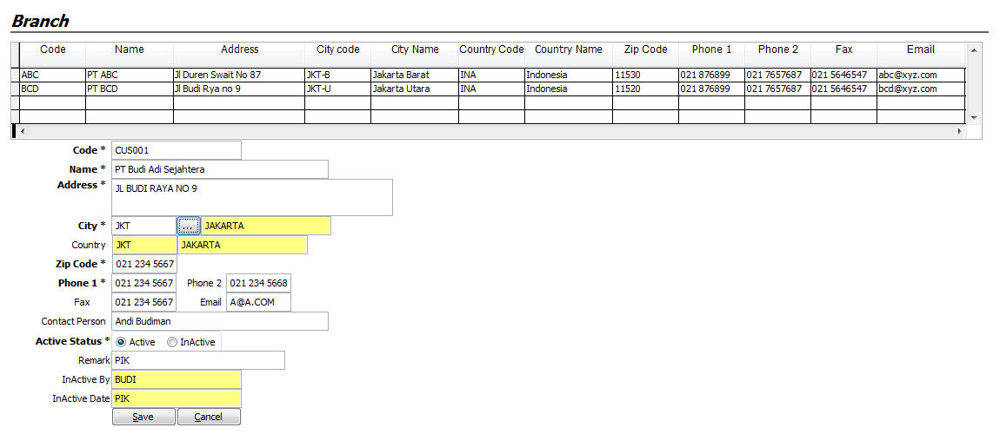 Branch
Code Name Address City code City Name Country Code Country Name Zip Code Phone 1 Phone 2 Fax Email
ABC PT ABC Jl Duren Swait No 87 JKT-B Jakarta Barat INA Indonesia 11530 021 876899 021 7657687 021 5646547 abc@xyz.com
BCD PT BCD Jl Budi Rya no 9 JKT-U Jakarta Utara INA Indonesia 11520 021 876899 021 7657687 021 5646547 bcd@xyz.com
Code * CUS001
Name * PT Budi Adi Sejahtera
Address * JL BUDI RAYA NO 9
City * JKT ... JAKARTA
Country JKT JAKARTA
Zip Code * 021 234 5667
Phone 1 * 021 234 5667 Phone 2 021 234 5668
Fax 021 234 5667 Email A@A.COM
Contact Person Andi Budiman
Active Status * Active InActive
Remark PIK
InActive By BUDI
InActive Date PIK
Save Cancel